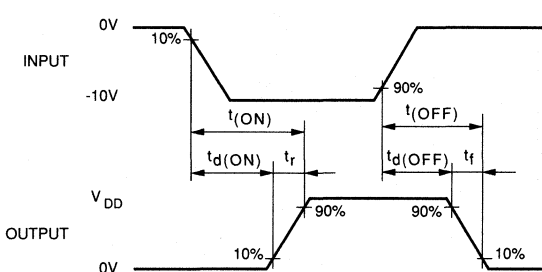 0V
10%
INPUT
90%
-10V
t(ON)
t(OFF)
td(ON)
tr
td(OFF)
tf
VDD
90%
90%
OUTPUT
10%
10%
0V